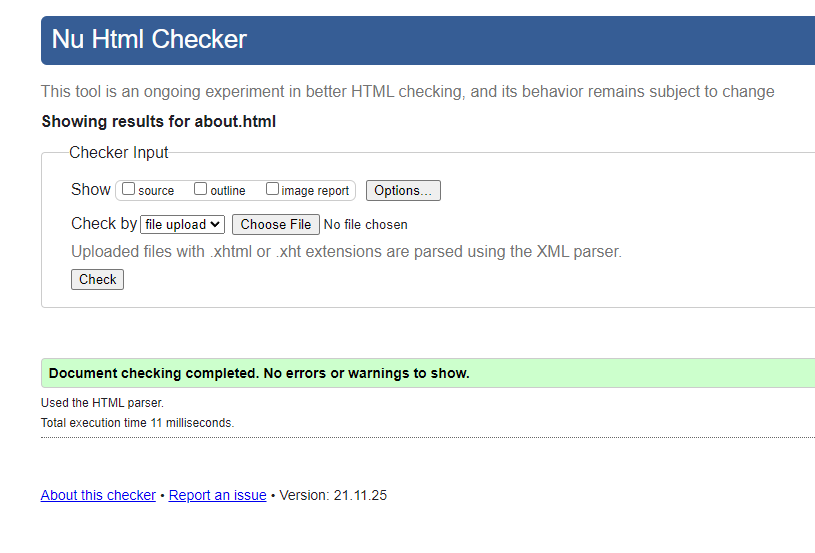 Nu Html Checker
This tool is an ongoing experiment in better HTML checking, and its behavior remains subject to change
Showing results for about.html
Checker Input
Show source outline image report Options...
Check by file upload Choose File No file chosen
Uploaded files with .xhtml or .xht extensions are parsed using the XML parser.
Check
Document checking completed. No errors or warnings to show.
Used the HTML parser.
Total execution time 11 milliseconds.
About this checker • Report an issue • Version: 21.11.25